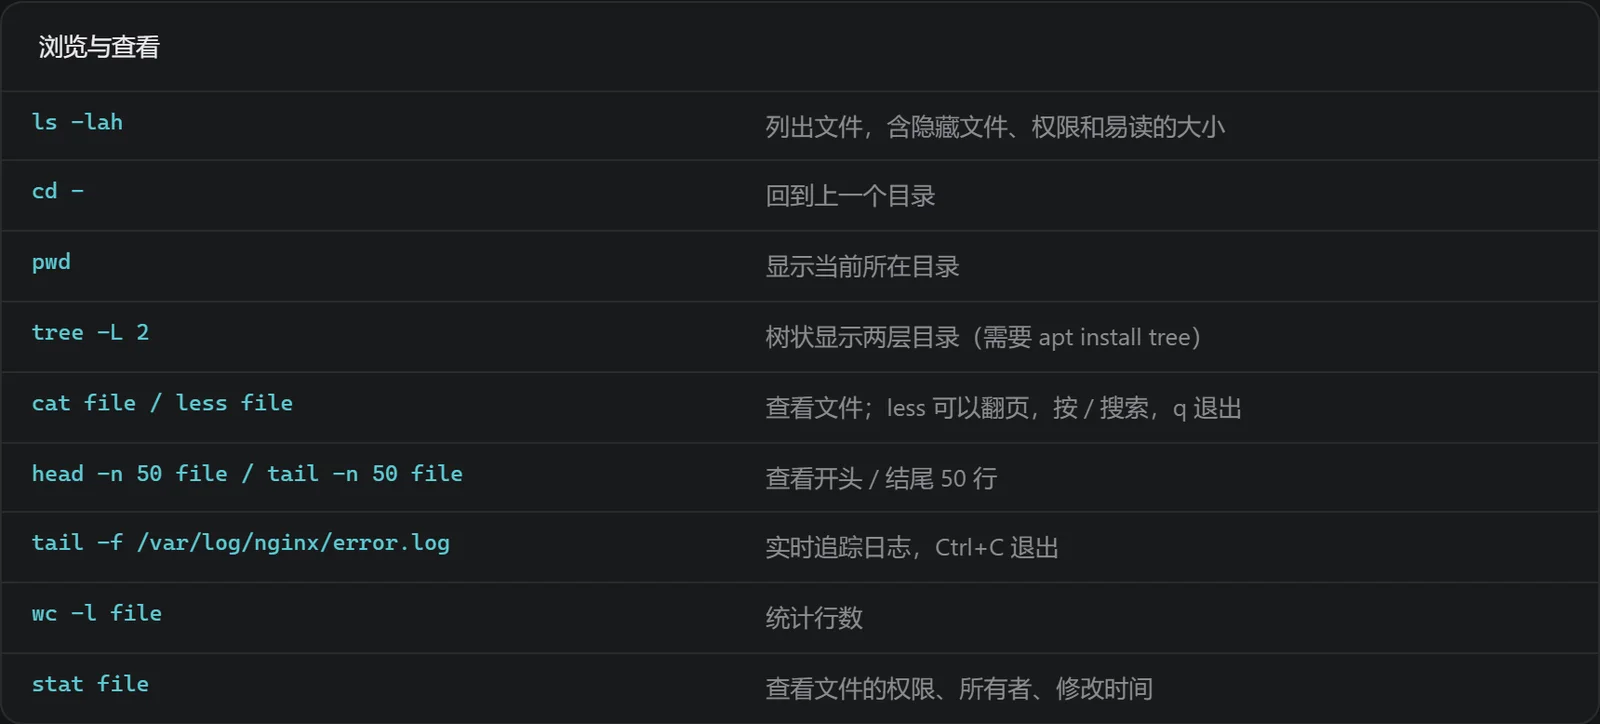 浏览与查看
ls -lah
列出文件，含隐藏文件、权限和易读的大小
cd -
回到上一个目录
pwd
显示当前所在目录
tree -L 2
树状显示两层目录（需要 apt install tree）
cat file / less file
查看文件；less 可以翻页，按 / 搜索，q 退出
head -n 50 file / tail -n 50 file
查看开头 / 结尾 50 行
tail -f /var/log/nginx/error.log
实时追踪日志，Ctrl+C 退出
wc -l file
统计行数
stat file
查看文件的权限、所有者、修改时间